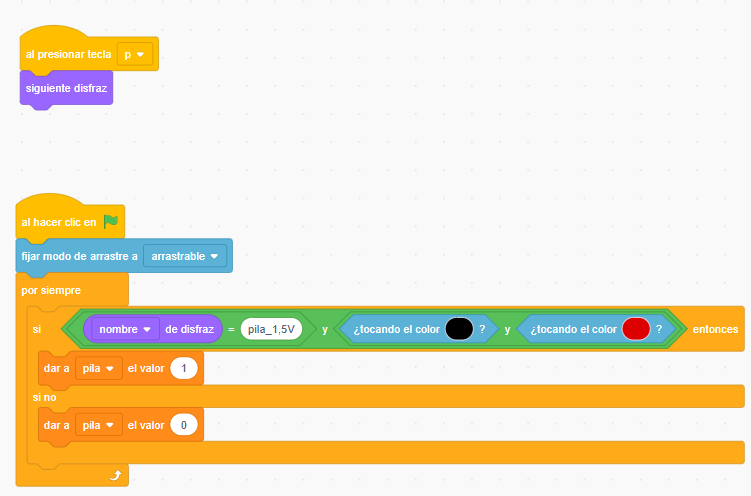 al presionar tecla p
siguiente disfraz
al hacer clic en
fijar modo de arrastre a arrastrable
por siempre
si nombre de disfraz = pila_1,5V y ¿tocando el color ? y ¿tocando el color ? entonces
dar a pila el valor 1
si no
dar a pila el valor 0